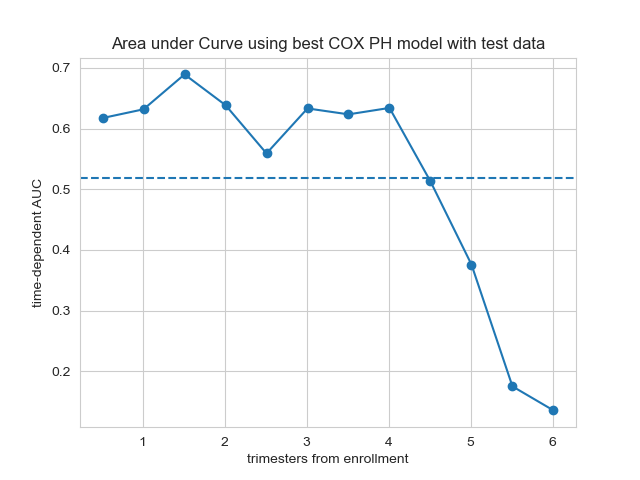 Area under Curve using best COX PH model with test data
time-dependent AUC
0.7
0.6
0.5
0.4
0.3
0.2
1 2 3 4 5 6
trimesters from enrollment